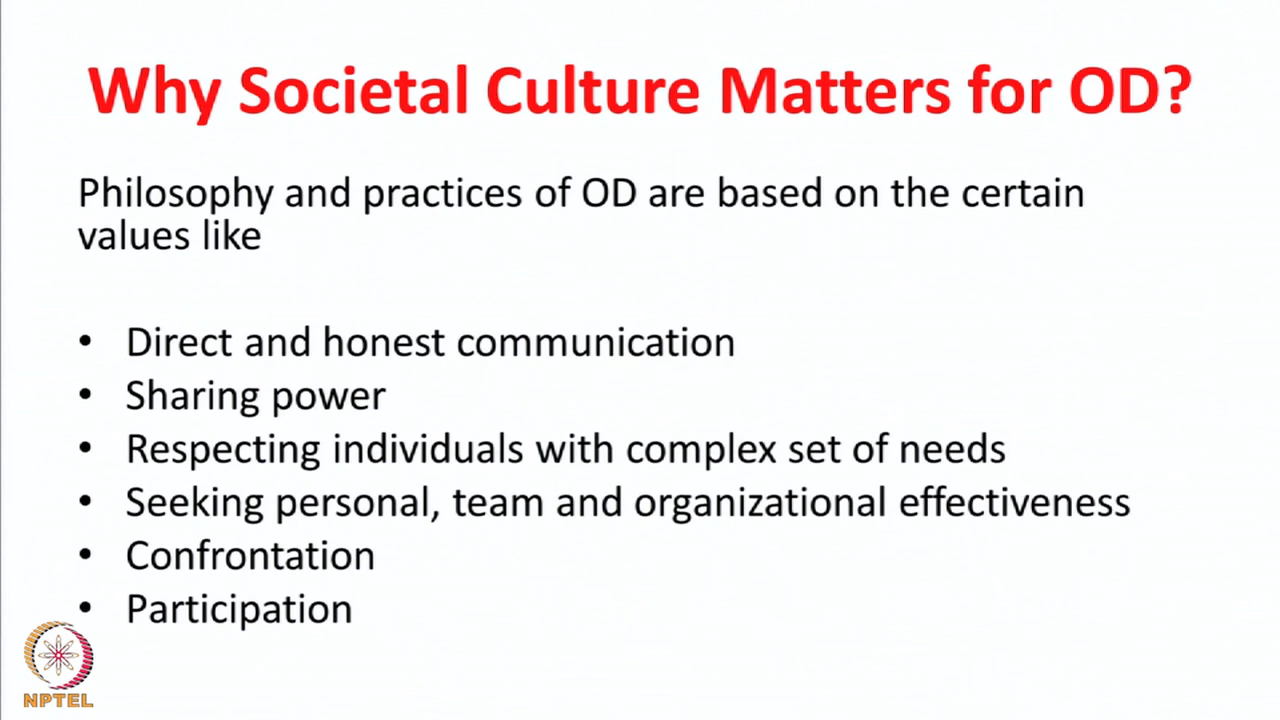 Why Societal Culture Matters for OD?
Philosophy and practices of OD are based on the certain
values like
• Direct and honest communication
• Sharing power
• Respecting individuals with complex set of needs
• Seeking personal, team and organizational effectiveness
• Confrontation
• Participation
NPTEL